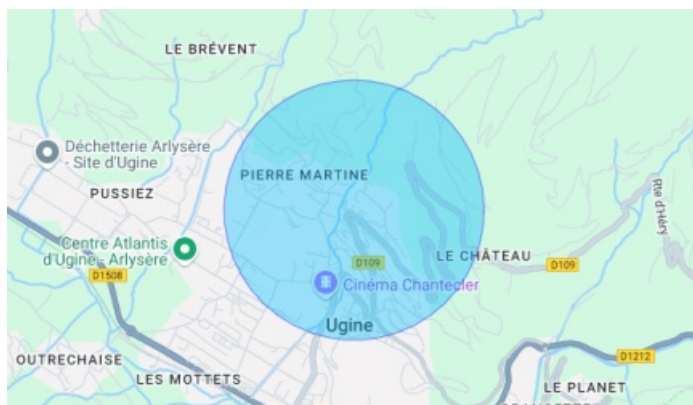 LE BRÉVENT
Déchetterie Arlysère
- Site d'Ugine
PIERRE MARTINE
PUSSIEZ
Rte d'Héry
Centre Atlantis
d'Ugine - Arlysère
D1508
D109
LE CHÂTEAU
D109
Cinéma Chantecler
Ugine
OUTRECHAISE
D1212
LES MOTTETS
LE PLANET